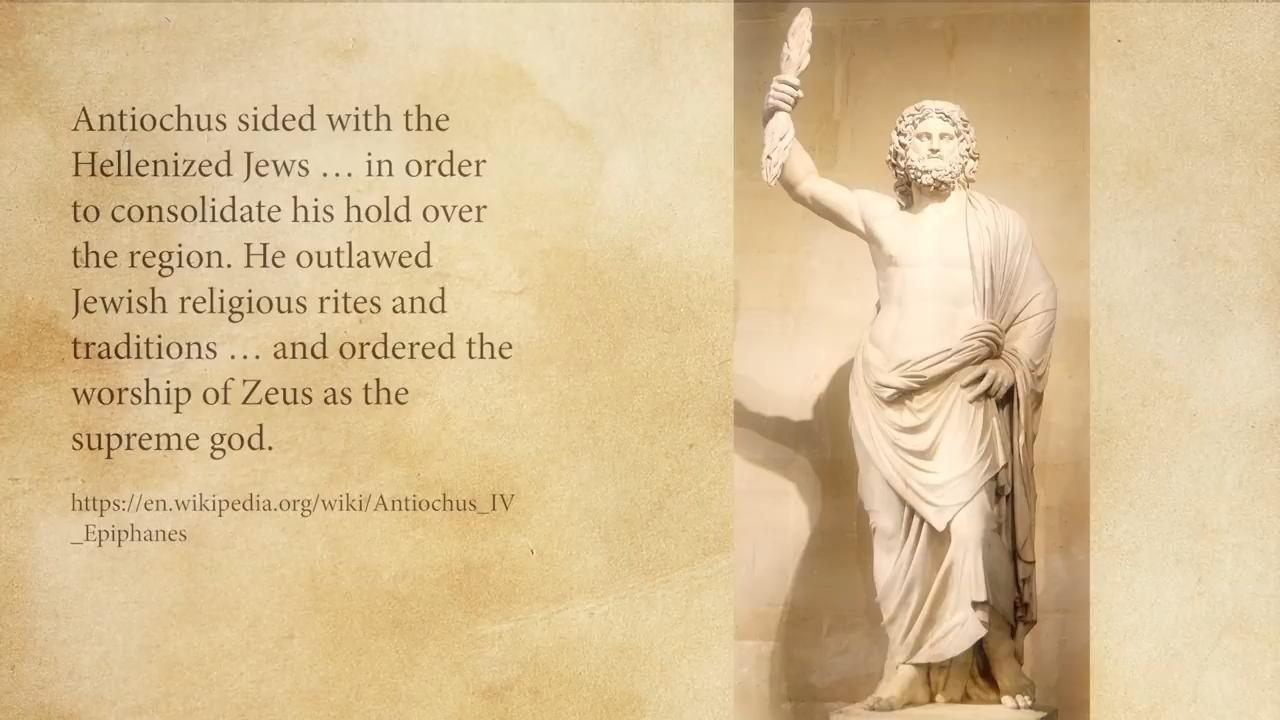 Antiochus sided with the
Hellenized Jews … in order
to consolidate his hold over
the region. He outlawed
Jewish religious rites and
traditions … and ordered the
worship of Zeus as the
supreme god.
https://en.wikipedia.org/wiki/Antiochus_IV
_Epiphanes